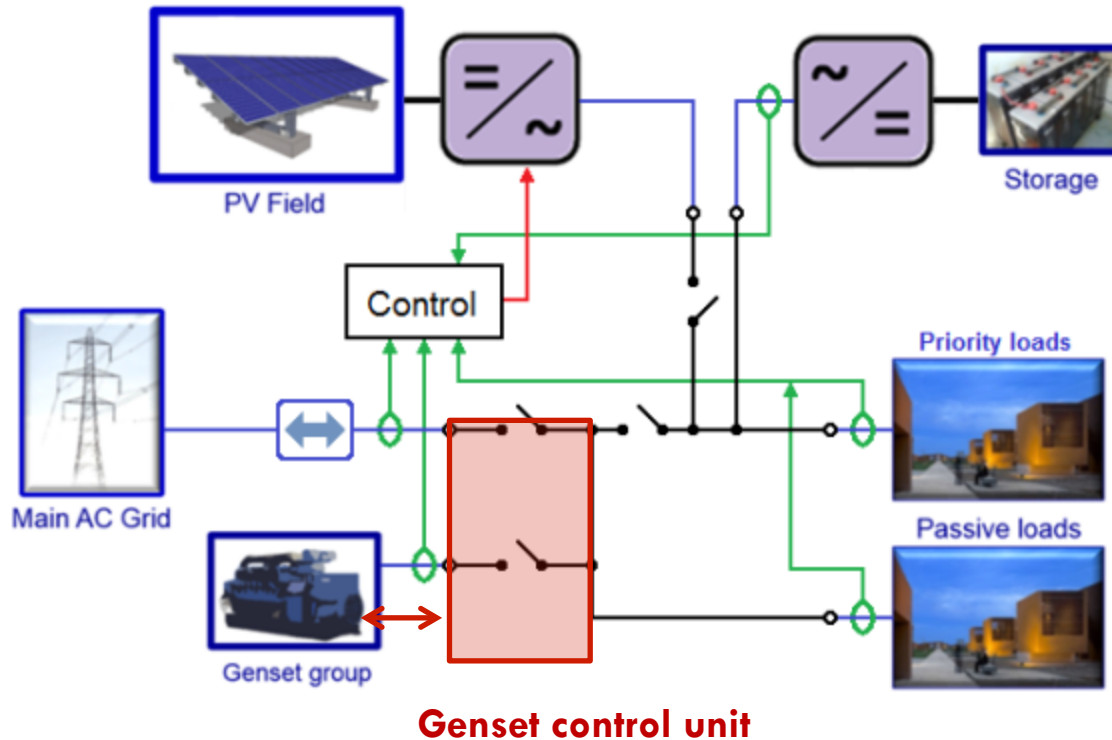 PV Field
Storage
Control
Priority loads
Main AC Grid
Passive loads
Genset group
Genset control unit